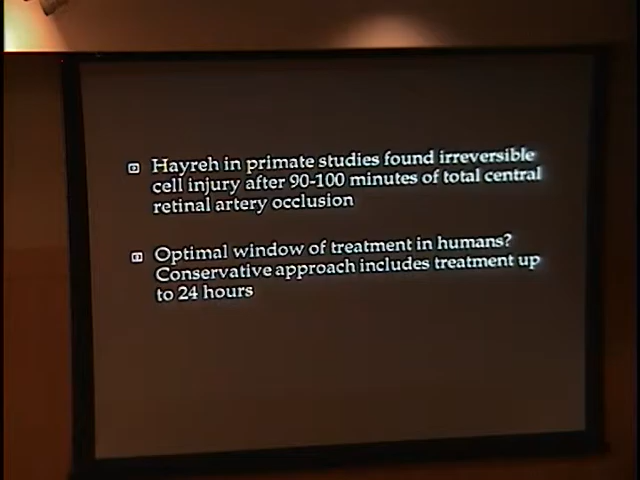 Hayreh in primate studies found irreversible
cell injury after 90-100 minutes of total central
retinal artery occlusion
Optimal window of treatment in humans?
Conservative approach includes treatment up
to 24 hours